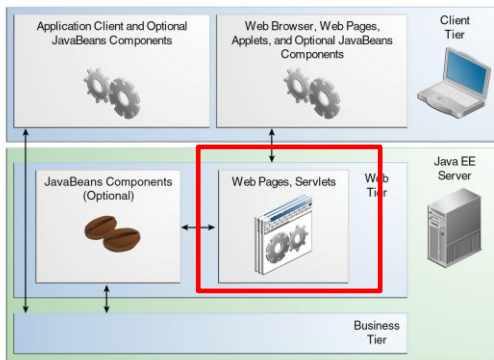 Application Client and Optional
JavaBeans Components
Web Browser, Web Pages,
Applets, and Optional JavaBeans
Components
Client
Tier
JavaBeans Components
(Optional)
Web Pages, Servlets
Web
Tier
Java EE
Server
Business
Tier